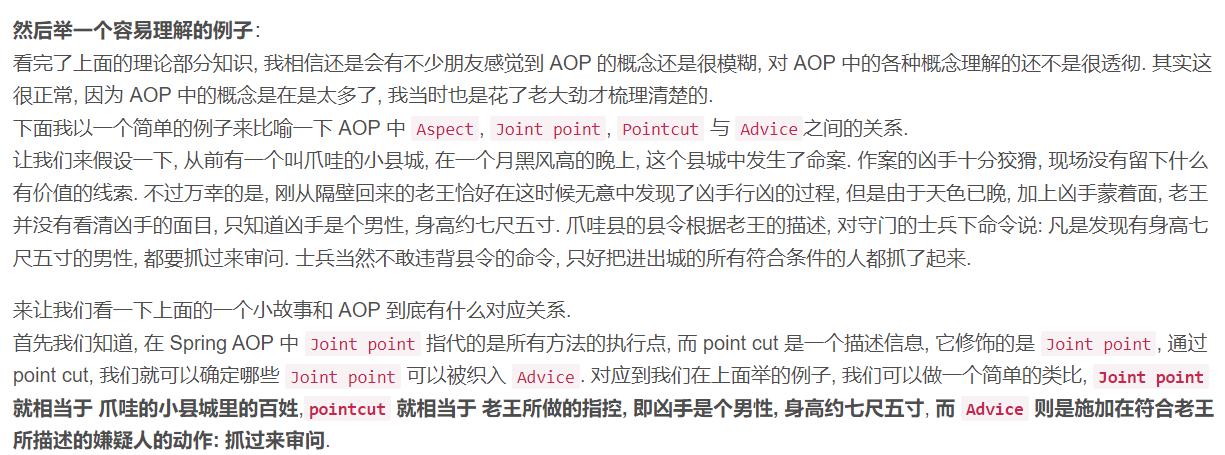 然后举一个容易理解的例子:
看完了上面的理论部分知识, 我相信还是会有不少朋友感觉到 AOP 的概念还是很模糊, 对 AOP 中的各种概念理解的还不是很透彻. 其实这
很正常, 因为 AOP 中的概念是在是太多了, 我当时也是花了老大劲才梳理清楚的.
下面我以一个简单的例子来比喻一下 AOP 中 Aspect, Joint point, Pointcut 与 Advice之间的关系.
让我们来假设一下, 从前有一个叫爪哇的小县城, 在一个月黑风高的晚上, 这个县城中发生了命案. 作案的凶手十分狡猾, 现场没有留下什么
有价值的线索. 不过万幸的是, 刚从隔壁回来的老王恰好在这时候无意中发现了凶手行凶的过程, 但是由于天色已晚, 加上凶手蒙着面, 老王
并没有看清凶手的面目, 只知道凶手是个男性, 身高约七尺五寸. 爪哇县的县令根据老王的描述, 对守门的士兵下命令说: 凡是发现有身高七
尺五寸的男性, 都要抓过来审问. 士兵当然不敢违背县令的命令, 只好把进出城的所有符合条件的人都抓了起来.
来让我们看一下上面的一个小故事和 AOP 到底有什么对应关系.
首先我们知道, 在 Spring AOP 中 Joint point 指代的是所有方法的执行点, 而 point cut 是一个描述信息, 它修饰的是 Joint point, 通过
point cut, 我们就可以确定哪些 Joint point 可以被织入 Advice. 对应到我们在上面举的例子, 我们可以做一个简单的类比, Joint point
就相当于 爪哇的小县城里的百姓,pointcut 就相当于 老王所做的指控, 即凶手是个男性, 身高约七尺五寸, 而 Advice 则是施加在符合老王
所描述的嫌疑人的动作: 抓过来审问.